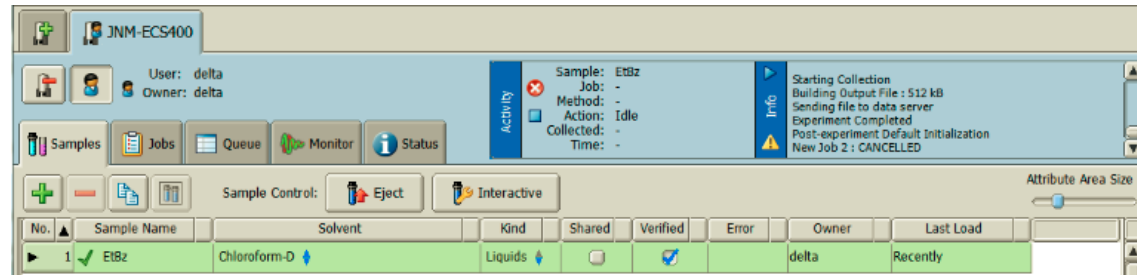 JNM-ECS400
User: delta
Owner: delta
Activity
Sample: EtBz
Job: -
Method: -
Action: Idle
Collected: -
Time: -
Info
Starting Collection
Building Output File : 512 kB
Sending file to data server
Experiment Completed
Post-experiment Default Initialization
New Job 2 : CANCELLED
Samples Jobs Queue Monitor Status
Sample Control: Eject Interactive Attribute Area Size
No. Sample Name Solvent Kind Shared Verified Error Owner Last Load
1 EtBz Chloroform-D Liquids delta Recently